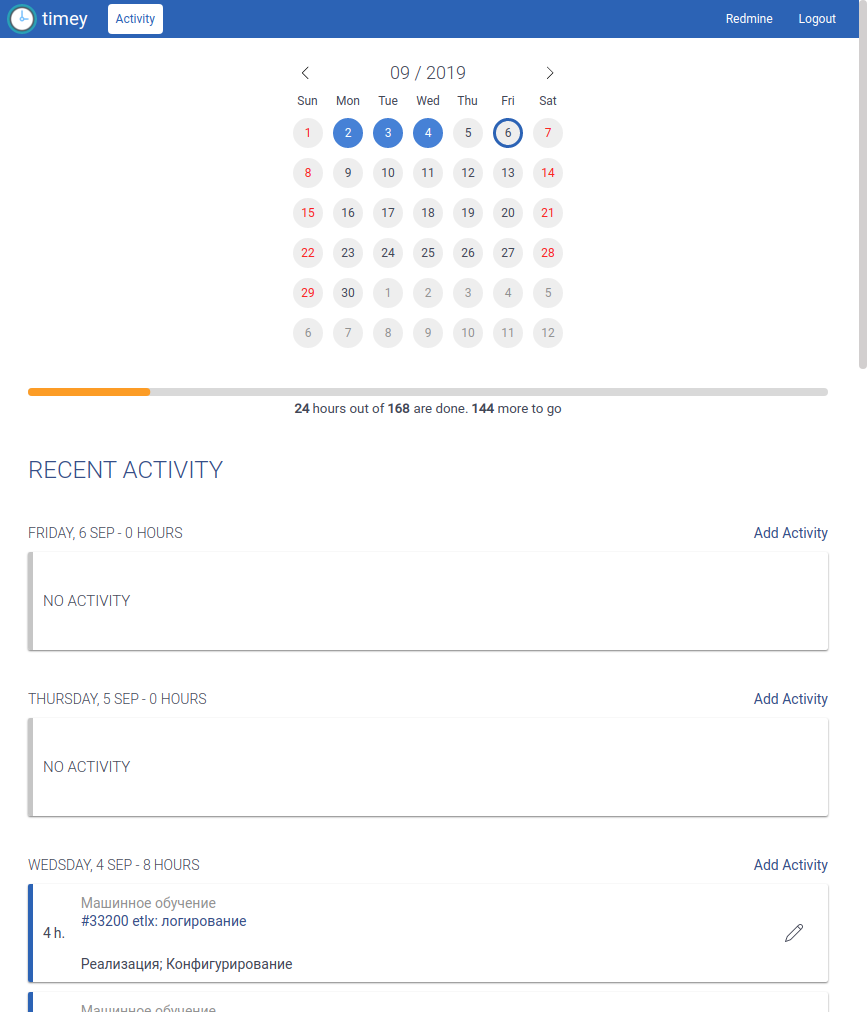 timey Activity Redmine Logout
09 / 2019
Sun Mon Tue Wed Thu Fri Sat
1 2 3 4 5 6 7
8 9 10 11 12 13 14
15 16 17 18 19 20 21
22 23 24 25 26 27 28
29 30 1 2 3 4 5
6 7 8 9 10 11 12
24 hours out of 168 are done. 144 more to go
RECENT ACTIVITY
FRIDAY, 6 SEP - 0 HOURS Add Activity
NO ACTIVITY
THURSDAY, 5 SEP - 0 HOURS Add Activity
NO ACTIVITY
WEDSDAY, 4 SEP - 8 HOURS Add Activity
Машинное обучение
#33200 etlx: логирование
4 h.
Реализация; Конфигурирование
Машинное обучение